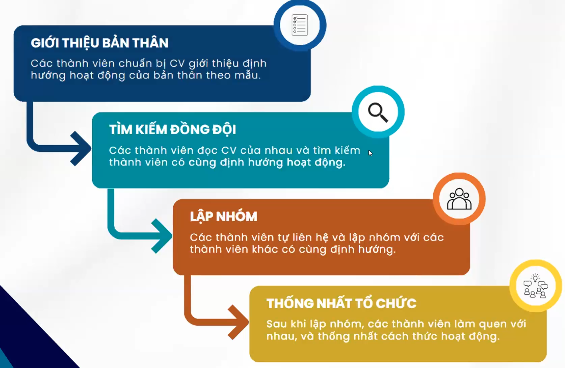 GIỚI THIỆU BẢN THÂN
Các thành viên chuẩn bị CV giới thiệu định
hướng hoạt động của bản thân theo mẫu.
TÌM KIẾM ĐỒNG ĐỘI
Các thành viên đọc CV của nhau và tìm kiếm
thành viên có cùng định hướng hoạt động.
LẬP NHÓM
Các thành viên tự liên hệ và lập nhóm với các
thành viên khác có cùng định hướng.
THỐNG NHẤT TỔ CHỨC
Sau khi lập nhóm, các thành viên làm quen với
nhau, và thống nhất cách thức hoạt động.